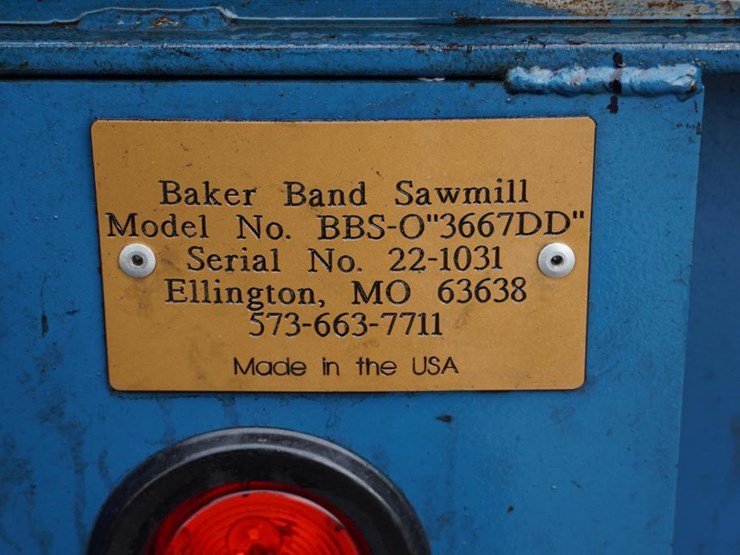 Baker Band Sawmill
Model No. BBS-O"3667DD"
Serial No. 22-1031
Ellington, MO 63638
573-663-7711
Made in the USA